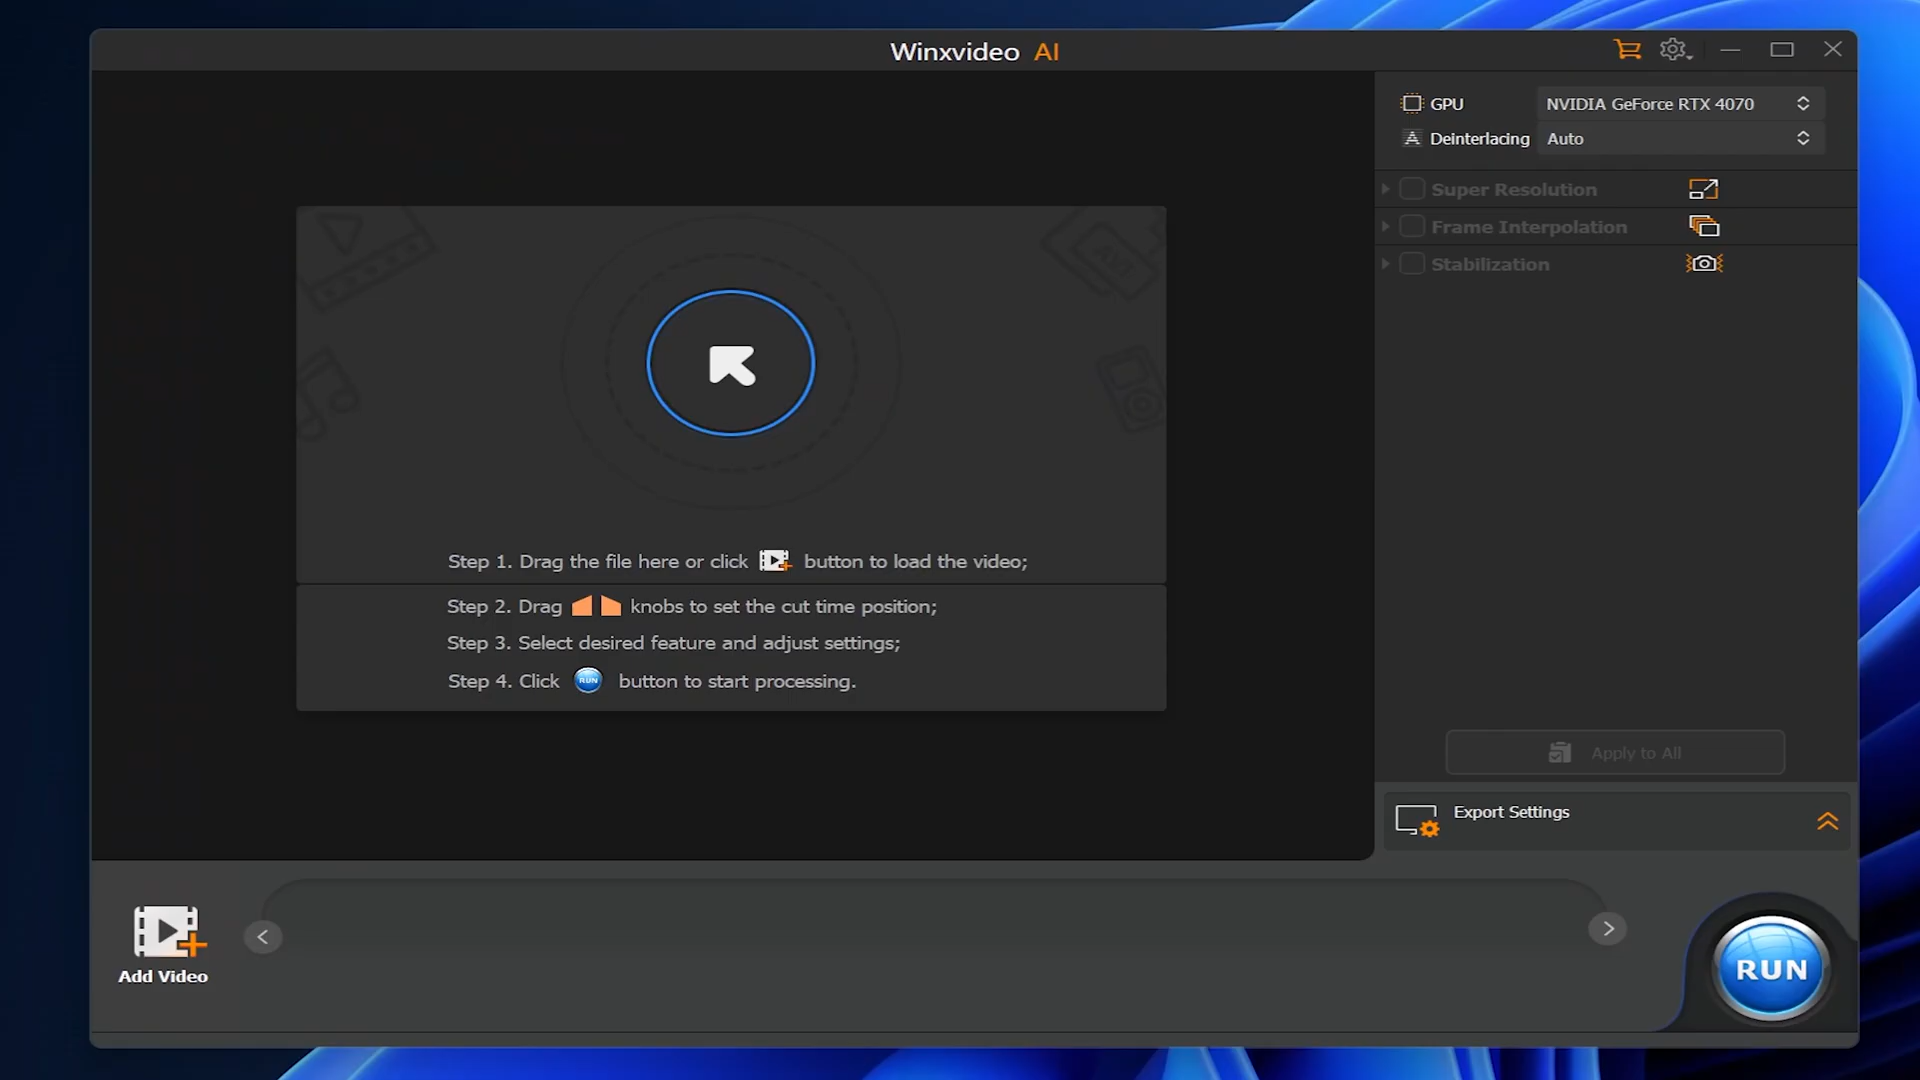 Winxvideo AI
GPU
NVIDIA GeForce RTX 4070
Deinterlacing
Auto
Super Resolution
Frame Interpolation
Stabilization
AVI
Step 1. Drag the file here or click button to load the video;
Step 2. Drag knobs to set the cut time position;
Step 3. Select desired feature and adjust settings;
Step 4. Click RUN button to start processing.
Apply to All
Export Settings
Add Video
RUN